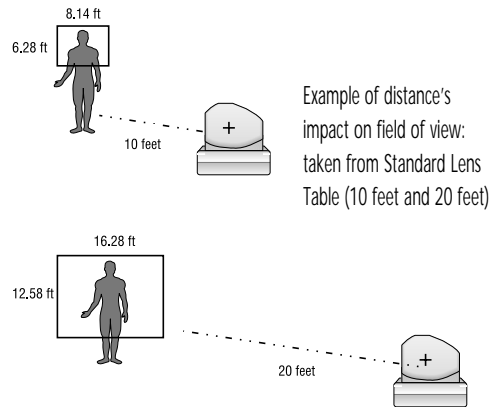 8.14 ft
6.28 ft
10 feet
Example of distance's
impact on field of view:
taken from Standard Lens
Table (10 feet and 20 feet)
16.28 ft
12.58 ft
20 feet